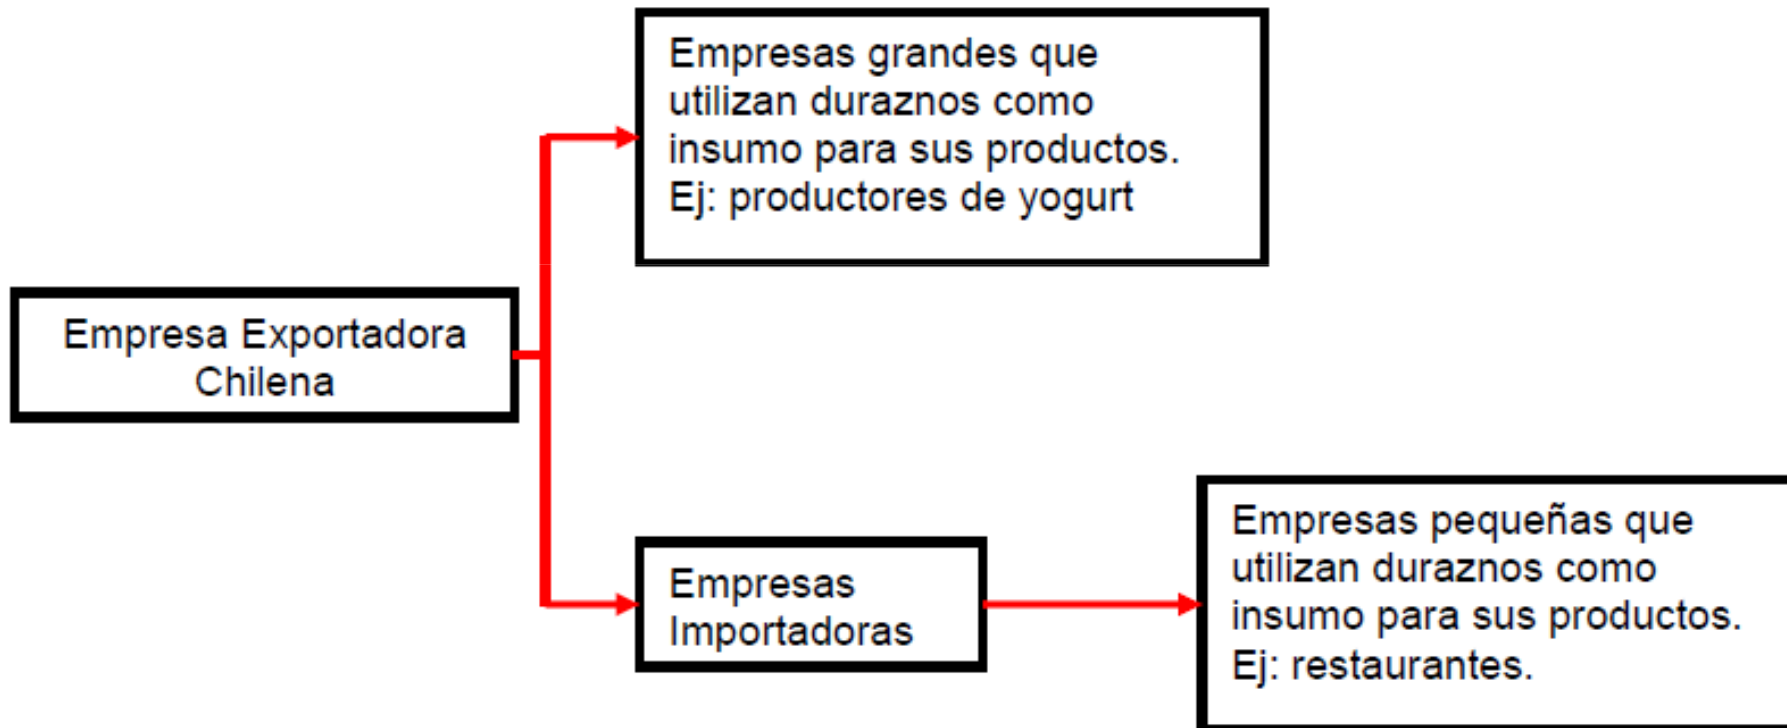 Empresas grandes que
utilizan duraznos como
insumo para sus productos.
Ej: productores de yogurt
Empresa Exportadora
Chilena
Empresas
Importadoras
Empresas pequeñas que
utilizan duraznos como
insumo para sus productos.
Ej: restaurantes.